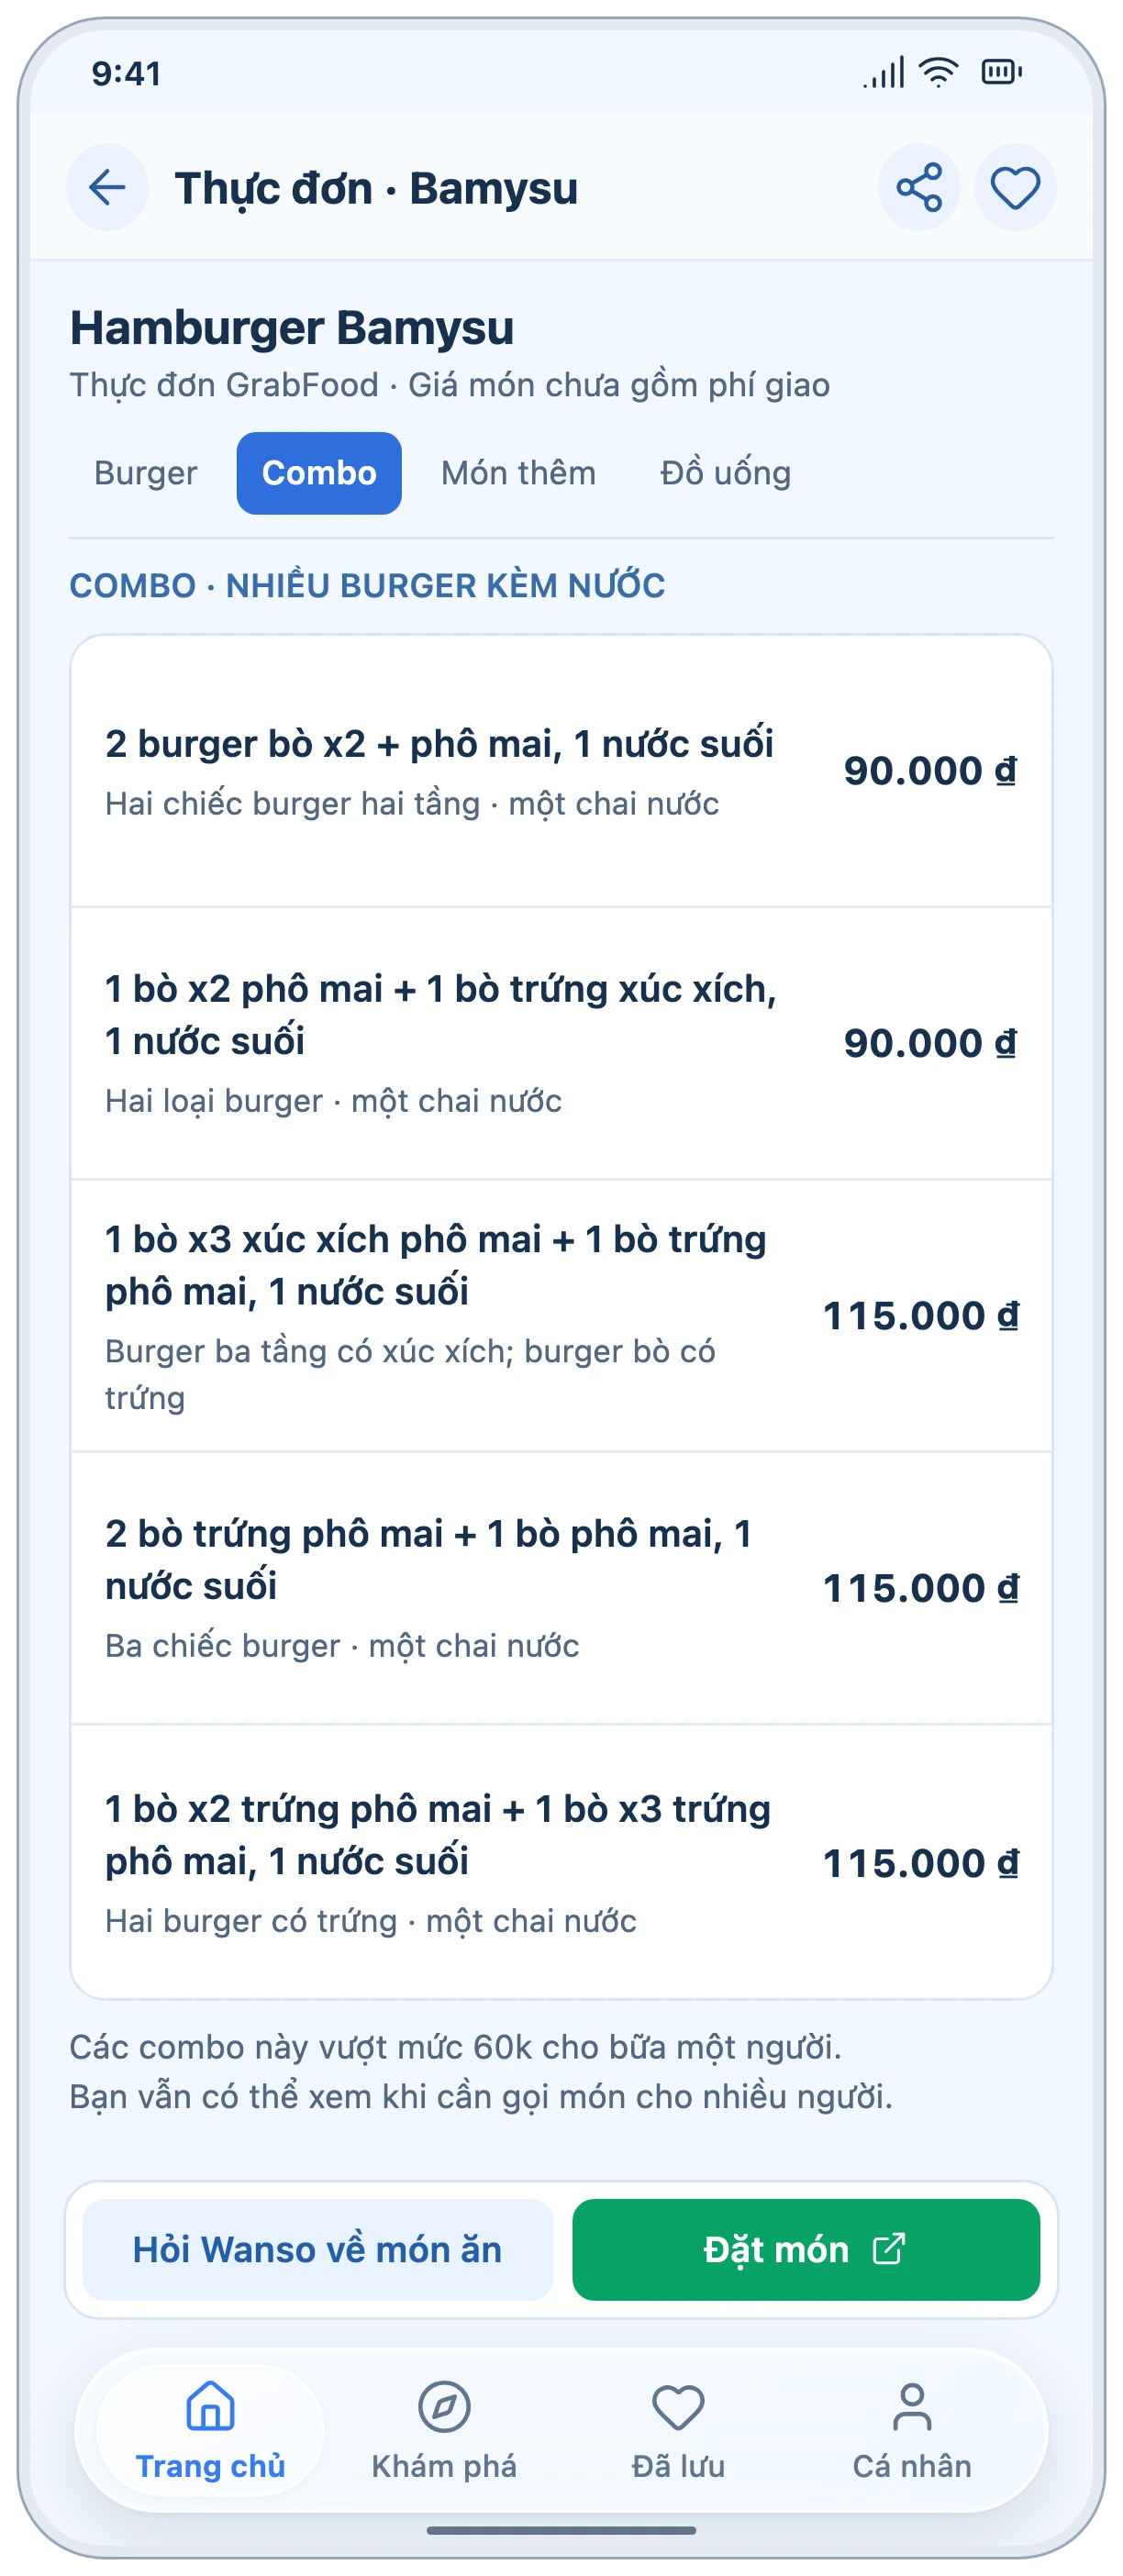 9:41
Thực đơn · Bamysu
Hamburger Bamysu
Thực đơn GrabFood · Giá món chưa gồm phí giao
Burger Combo Món thêm Đồ uống
COMBO · NHIỀU BURGER KÈM NƯỚC
2 burger bò x2 + phô mai, 1 nước suối
Hai chiếc burger hai tầng · một chai nước
90.000 ₫
1 bò x2 phô mai + 1 bò trứng xúc xích,
1 nước suối
Hai loại burger · một chai nước
90.000 ₫
1 bò x3 xúc xích phô mai + 1 bò trứng
phô mai, 1 nước suối
Burger ba tầng có xúc xích; burger bò có
trứng
115.000 ₫
2 bò trứng phô mai + 1 bò phô mai, 1
nước suối
Ba chiếc burger · một chai nước
115.000 ₫
1 bò x2 trứng phô mai + 1 bò x3 trứng
phô mai, 1 nước suối
Hai burger có trứng · một chai nước
115.000 ₫
Các combo này vượt mức 60k cho bữa một người.
Bạn vẫn có thể xem khi cần gọi món cho nhiều người.
Hỏi Wanso về món ăn
Đặt món
Trang chủ Khám phá Đã lưu Cá nhân